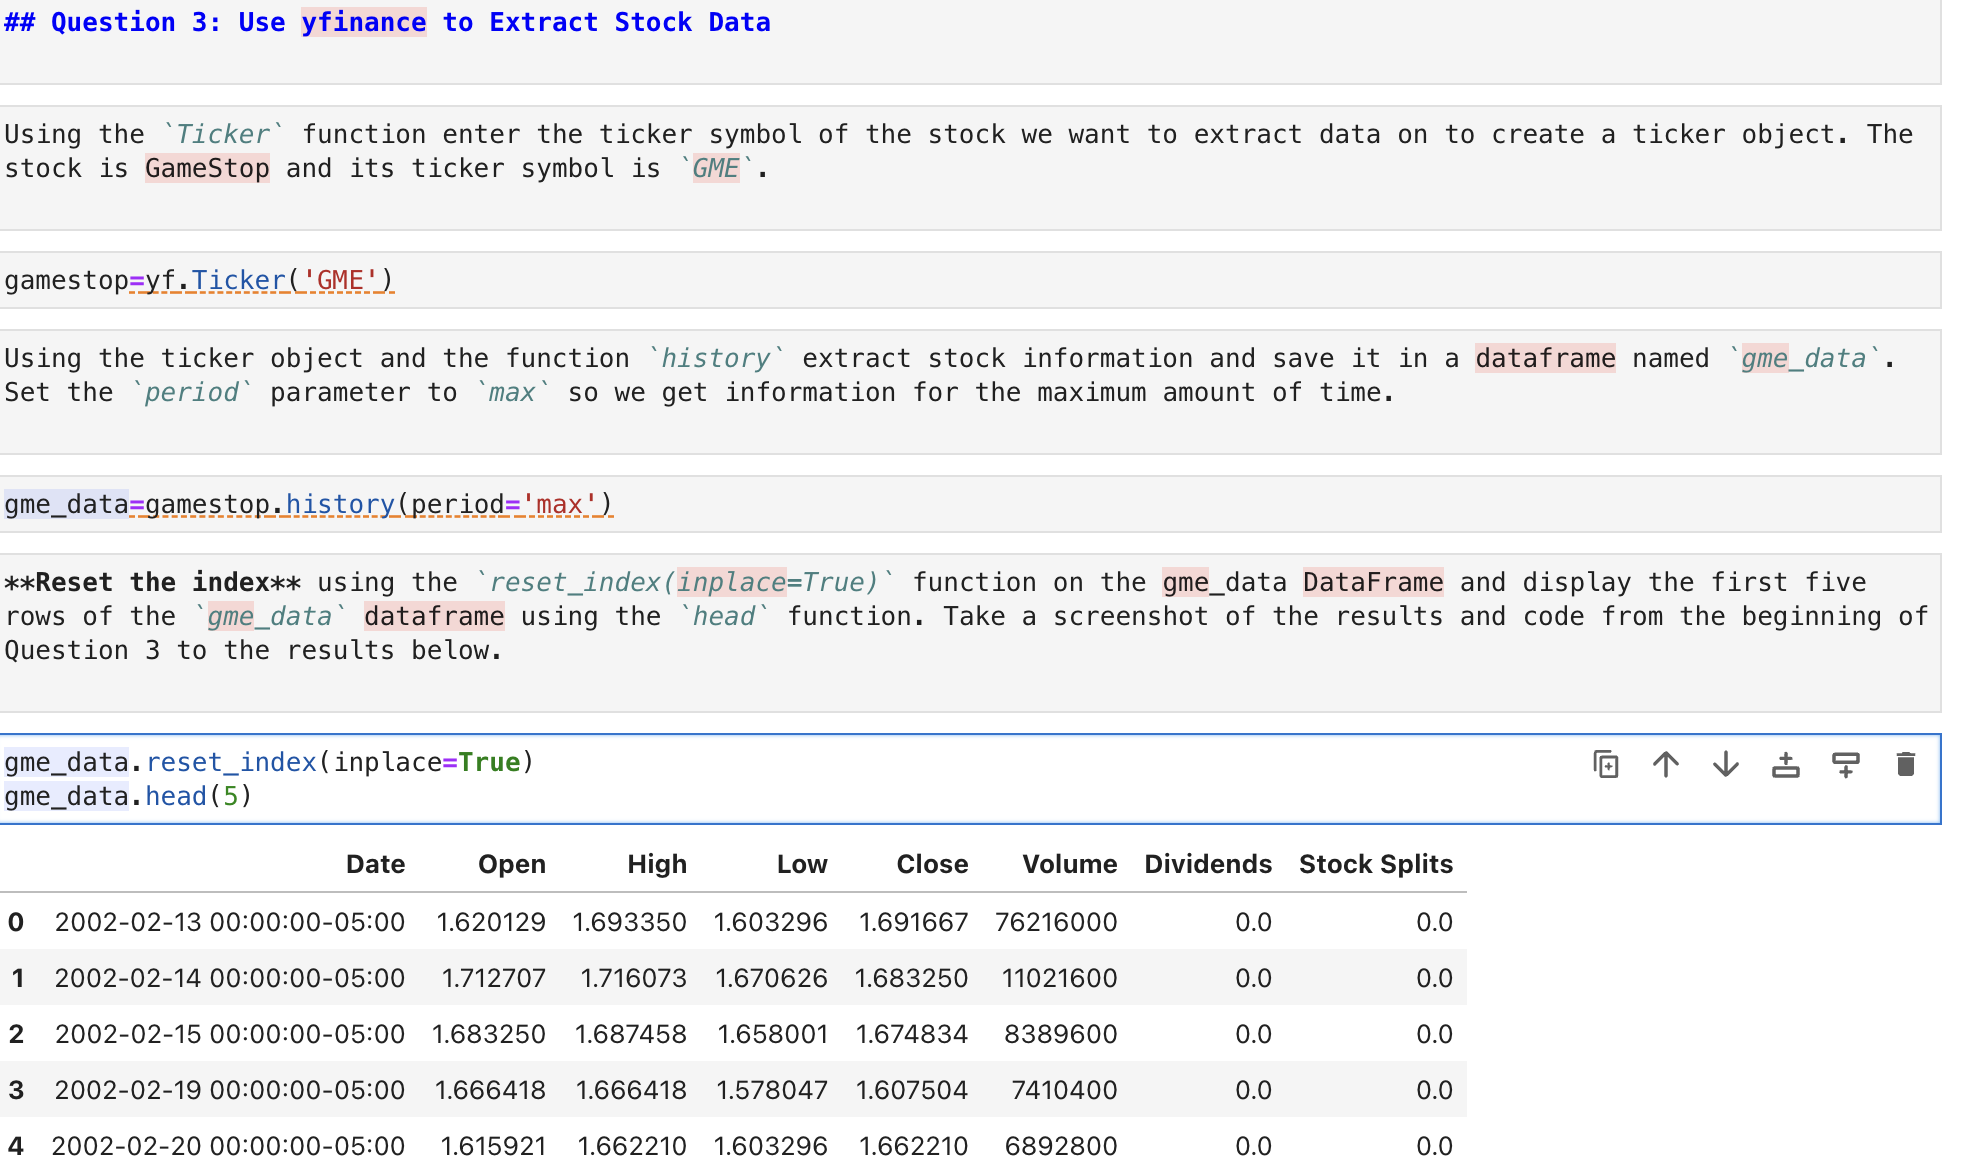 ## Question 3: Use yfinance to Extract Stock Data
Using the `Ticker` function enter the ticker symbol of the stock we want to extract data on to create a ticker object. The
stock is GameStop and its ticker symbol is `GME`.
gamestop=yf.Ticker('GME')
Using the ticker object and the function `history` extract stock information and save it in a dataframe named `gme_data`.
Set the `period` parameter to `max` so we get information for the maximum amount of time.
gme_data=gamestop.history(period='max')
**Reset the index** using the `reset_index(inplace=True)` function on the gme_data DataFrame and display the first five
rows of the `gme_data` dataframe using the `head` function. Take a screenshot of the results and code from the beginning of
Question 3 to the results below.
gme_data.reset_index(inplace=True)
gme_data.head(5)
Date Open High Low Close Volume Dividends Stock Splits
0 2002-02-13 00:00:00-05:00 1.620129 1.693350 1.603296 1.691667 76216000 0.0 0.0
1 2002-02-14 00:00:00-05:00 1.712707 1.716073 1.670626 1.683250 11021600 0.0 0.0
2 2002-02-15 00:00:00-05:00 1.683250 1.687458 1.658001 1.674834 8389600 0.0 0.0
3 2002-02-19 00:00:00-05:00 1.666418 1.666418 1.578047 1.607504 7410400 0.0 0.0
4 2002-02-20 00:00:00-05:00 1.615921 1.662210 1.603296 1.662210 6892800 0.0 0.0